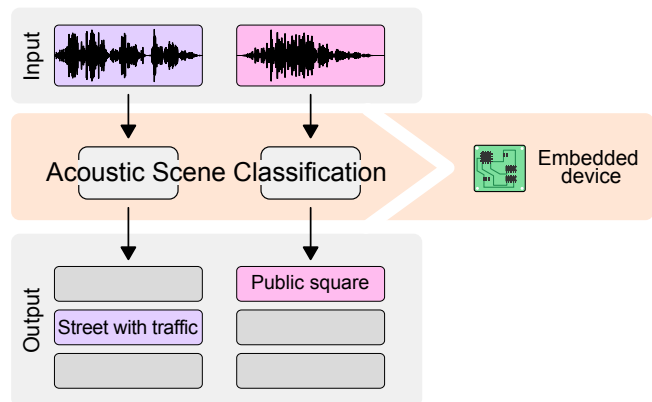 Input
Acoustic Scene Classification
Embedded
device
Output
Public square
Street with traffic